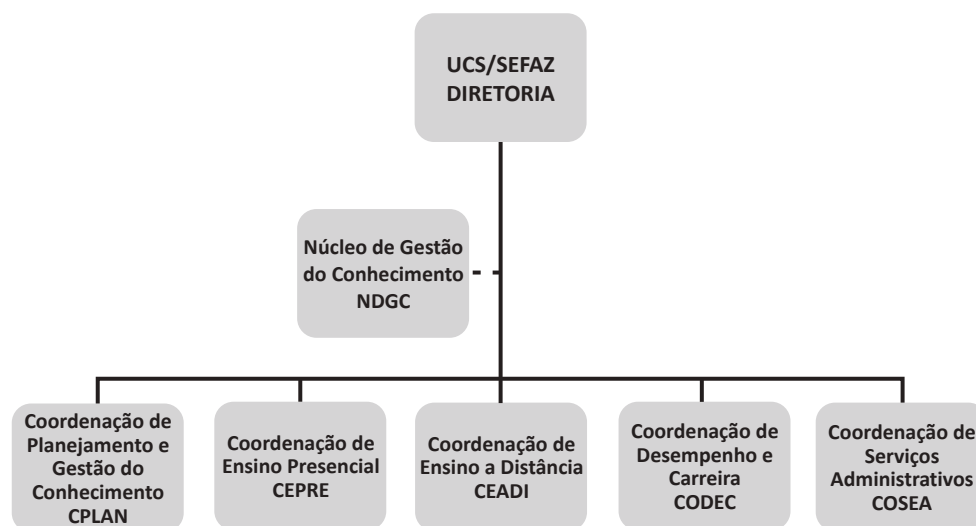 UCS/SEFAZ
DIRETORIA
Núcleo de Gestão
do Conhecimento
NDGC
Coordenação de
Planejamento e
Gestão do
Conhecimento
CPLAN
Coordenação de
Ensino Presencial
CEPRE
Coordenação de
Ensino a Distância
CEADI
Coordenação de
Desempenho e
Carreira
CODEC
Coordenação de
Serviços
Administrativos
COSEA